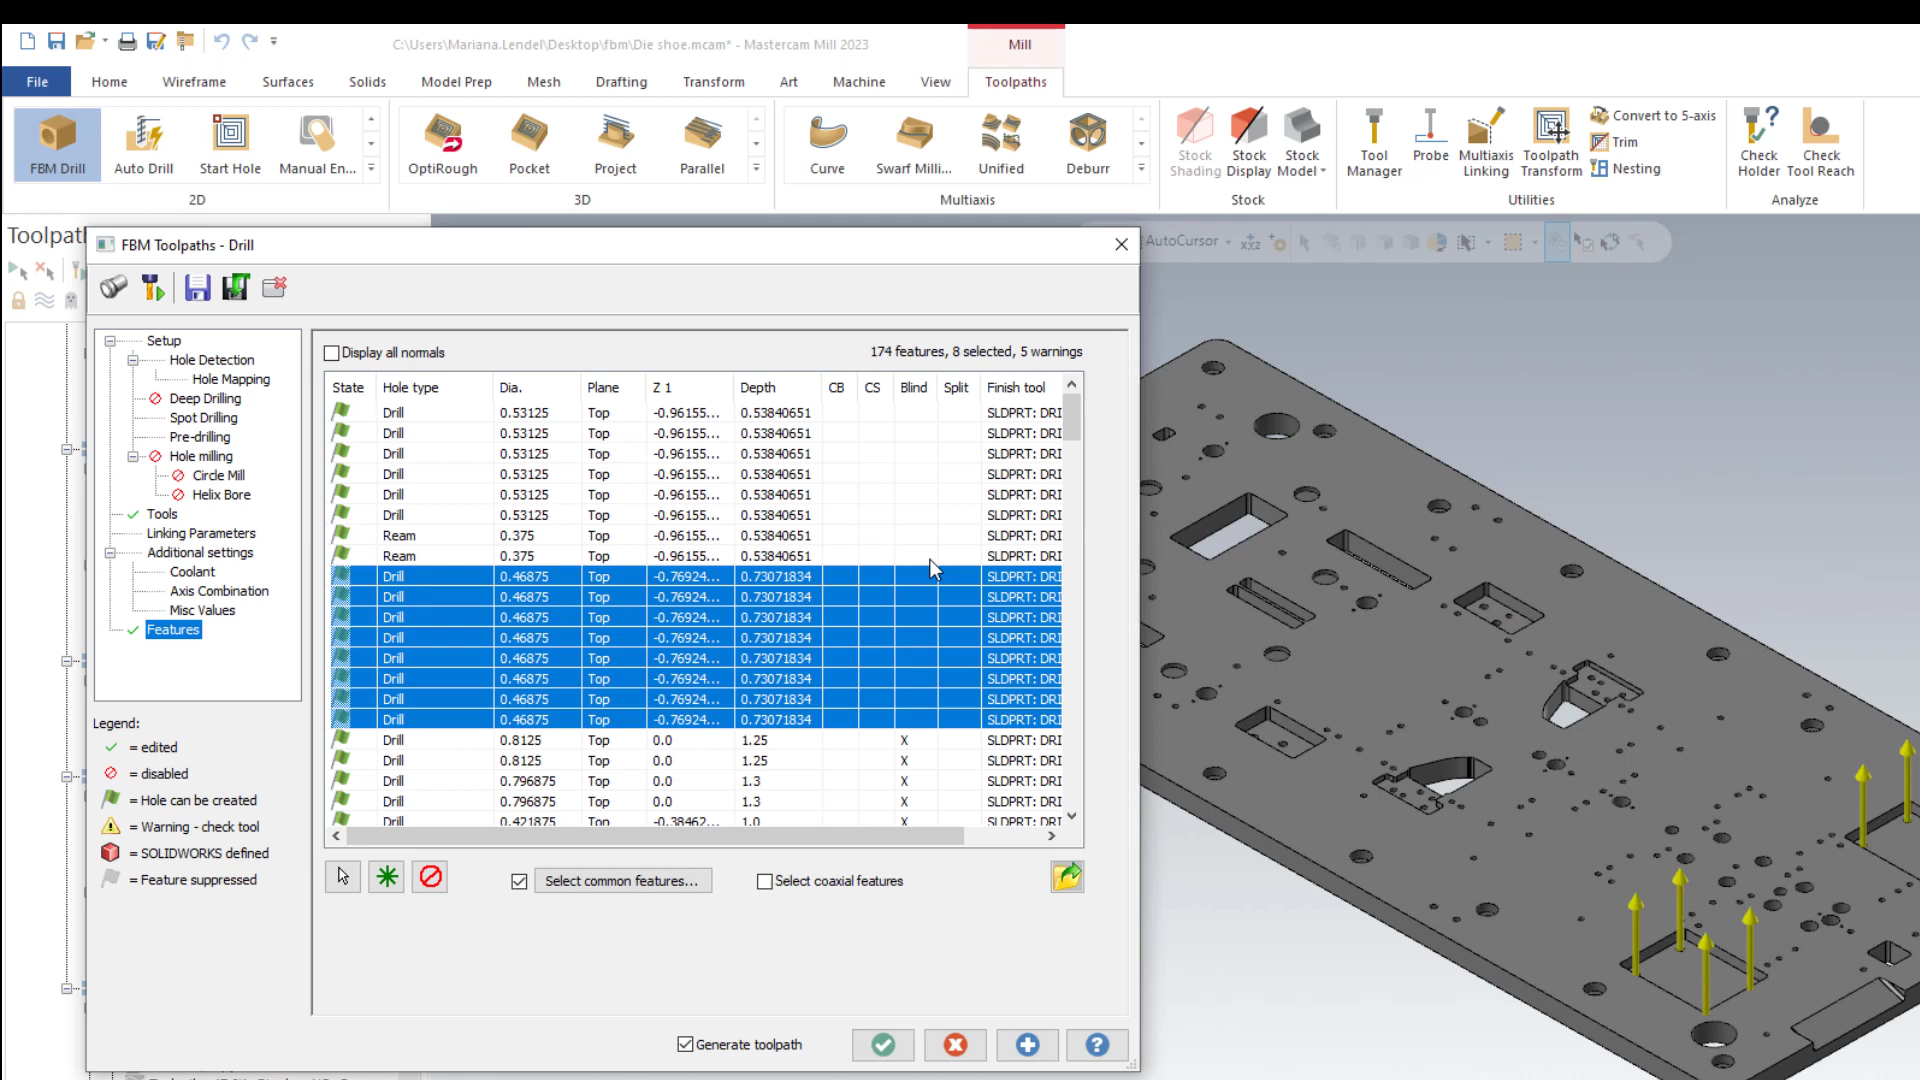 C:\Users\Mariana.Lendel\Desktop\fbm\Die shoe.mcam* - Mastercam Mill 2023
Mill
File Home Wireframe Surfaces Solids Model Prep Mesh Drafting Transform Art Machine View Toolpaths
FBM Drill Auto Drill Start Hole Manual En...
2D
OptiRough Pocket Project Parallel
3D
Curve Swarf Milli... Unified Deburr
Multiaxis
Stock Shading
Stock Display
Stock Model
Stock
Tool Manager
Probe
Multiaxis Linking
Toolpath Transform
Convert to 5-axis
Trim
Nesting
Utilities
Check Holder
Check Tool Reach
Analyze
AutoCursor
FBM Toolpaths - Drill
Setup
Hole Detection
Hole Mapping
Deep Drilling
Spot Drilling
Pre-drilling
Hole milling
Circle Mill
Helix Bore
Tools
Linking Parameters
Additional settings
Coolant
Axis Combination
Misc Values
Features
Legend:
= edited
= disabled
= Hole can be created
= Warning - check tool
= SOLIDWORKS defined
= Feature suppressed
Display all normals
174 features, 8 selected, 5 warnings
State Hole type Dia. Plane Z 1 Depth CB CS Blind Split Finish tool
Drill 0.53125 Top -0.96155... 0.53840651 SLDPRT: DRI
Drill 0.53125 Top -0.96155... 0.53840651 SLDPRT: DRI
Drill 0.53125 Top -0.96155... 0.53840651 SLDPRT: DRI
Drill 0.53125 Top -0.96155... 0.53840651 SLDPRT: DRI
Drill 0.53125 Top -0.96155... 0.53840651 SLDPRT: DRI
Drill 0.53125 Top -0.96155... 0.53840651 SLDPRT: DRI
Ream 0.375 Top -0.96155... 0.53840651 SLDPRT: DRI
Ream 0.375 Top -0.96155... 0.53840651 SLDPRT: DRI
Drill 0.46875 Top -0.76924... 0.73071834 SLDPRT: DRI
Drill 0.46875 Top -0.76924... 0.73071834 SLDPRT: DRI
Drill 0.46875 Top -0.76924... 0.73071834 SLDPRT: DRI
Drill 0.46875 Top -0.76924... 0.73071834 SLDPRT: DRI
Drill 0.46875 Top -0.76924... 0.73071834 SLDPRT: DRI
Drill 0.46875 Top -0.76924... 0.73071834 SLDPRT: DRI
Drill 0.46875 Top -0.76924... 0.73071834 SLDPRT: DRI
Drill 0.46875 Top -0.76924... 0.73071834 SLDPRT: DRI
Drill 0.8125 Top 0.0 1.25 X SLDPRT: DRI
Drill 0.8125 Top 0.0 1.25 X SLDPRT: DRI
Drill 0.796875 Top 0.0 1.3 X SLDPRT: DRI
Drill 0.796875 Top 0.0 1.3 X SLDPRT: DRI
Drill 0.421875 Top -0.38462... 1.0 X SLDPRT: DRI
Select common features...
Select coaxial features
Generate toolpath